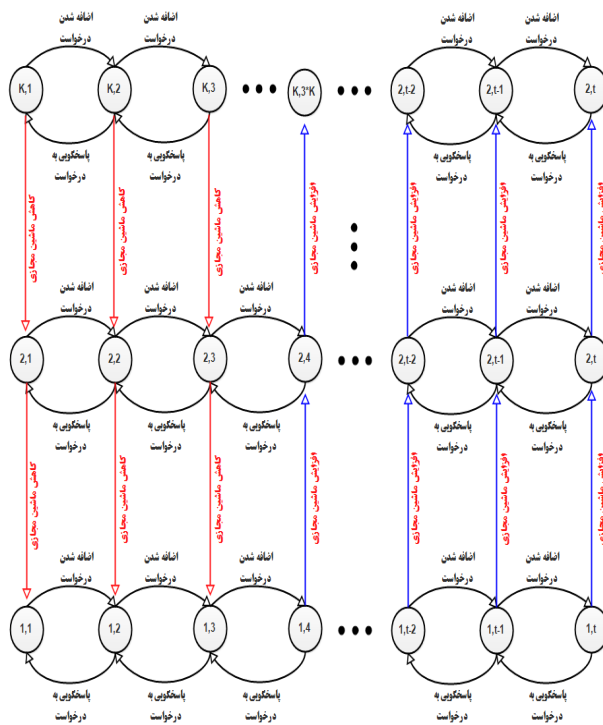 اضافه شدن
درخواست
اضافه شدن
درخواست
اضافه شدن
درخواست
اضافه شدن
درخواست
K,1
K,2
K,3
K,3*K
2,t-2
2,t-1
2,t
پاسخگویی به
درخواست
پاسخگویی به
درخواست
پاسخگویی به
درخواست
پاسخگویی به
درخواست
کاهش ماشین مجازی
کاهش ماشین مجازی
کاهش ماشین مجازی
افزایش ماشین مجازی
افزایش ماشین مجازی
افزایش ماشین مجازی
افزایش ماشین مجازی
اضافه شدن
درخواست
اضافه شدن
درخواست
اضافه شدن
درخواست
اضافه شدن
درخواست
اضافه شدن
درخواست
2,1
2,2
2,3
2,4
2,t-2
2,t-1
2,t
پاسخگویی به
درخواست
پاسخگویی به
درخواست
پاسخگویی به
درخواست
پاسخگویی به
درخواست
پاسخگویی به
درخواست
کاهش ماشین مجازی
کاهش ماشین مجازی
کاهش ماشین مجازی
افزایش ماشین مجازی
افزایش ماشین مجازی
افزایش ماشین مجازی
افزایش ماشین مجازی
اضافه شدن
درخواست
اضافه شدن
درخواست
اضافه شدن
درخواست
اضافه شدن
درخواست
اضافه شدن
درخواست
1,1
1,2
1,3
1,4
1,t-2
1,t-1
1,t
پاسخگویی به
درخواست
پاسخگویی به
درخواست
پاسخگویی به
درخواست
پاسخگویی به
درخواست
پاسخگویی به
درخواست